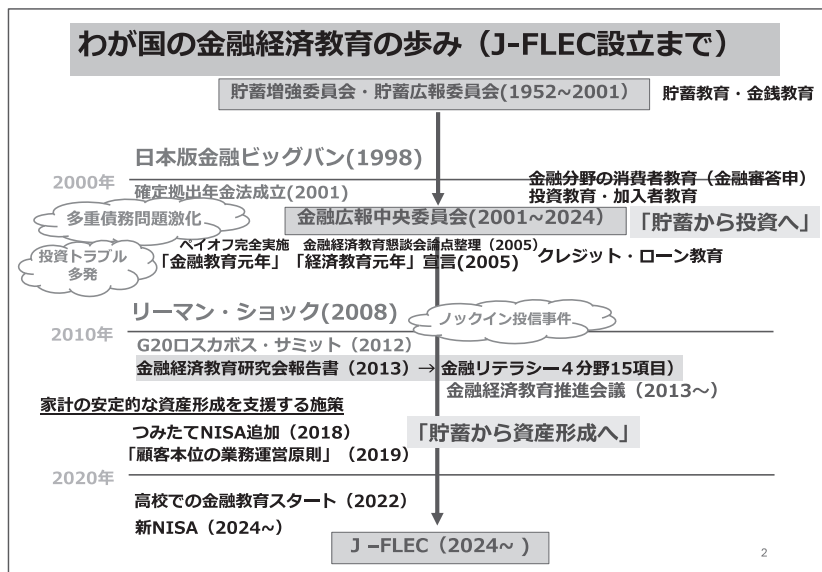 わが国の金融経済教育の歩み（J-FLEC設立まで）
貯蓄増強委員会・貯蓄広報委員会(1952~2001)
貯蓄教育・金銭教育
日本版金融ビッグバン(1998)
2000年
確定拠出年金法成立(2001)
金融分野の消費者教育（金融審答申）
投資教育・加入者教育
多重債務問題激化
金融広報中央委員会(2001~2024)
「貯蓄から投資へ」
投資トラブル
多発
ペイオフ完全実施　金融経済教育懇談会論点整理（2005）
「金融教育元年」「経済教育元年」宣言(2005)
クレジット・ローン教育
リーマン・ショック(2008)
ノックイン投信事件
2010年
G20ロスカボス・サミット（2012）
金融経済教育研究会報告書（2013）→ 金融リテラシー４分野15項目）
金融経済教育推進会議（2013～）
家計の安定的な資産形成を支援する施策
つみたてNISA追加（2018）
「貯蓄から資産形成へ」
「顧客本位の業務運営原則」（2019）
2020年
高校での金融教育スタート（2022）
新NISA（2024~）
J –FLEC（2024~ )
2